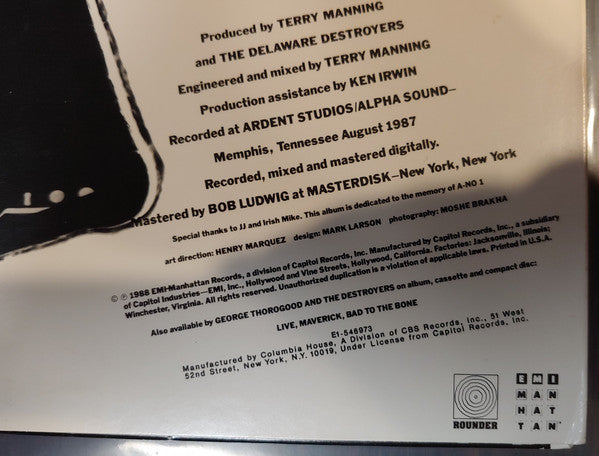 Produced by TERRY MANNING
and THE DELAWARE DESTROYERS
Engineered and mixed by TERRY MANNING
Production assistance by KEN IRWIN
Recorded at ARDENT STUDIOS/ALPHA SOUND–
Memphis, Tennessee August 1987
Recorded, mixed and mastered digitally.
Mastered by BOB LUDWIG at MASTERDISK–New York, New York
Special thanks to JJ and Irish Mike. This album is dedicated to the memory of A-NO 1
art direction: HENRY MARQUEZ design: MARK LARSON photography: MOSHE BRAKHA
© ℗ 1988 EMI-Manhattan Records, a division of Capitol Records, Inc. Manufactured by Capitol Records, Inc., a subsidiary
of Capitol Industries—EMI, Inc., Hollywood and Vine Streets, Hollywood, California. Factories: Jacksonville, Illinois;
Winchester, Virginia. All rights reserved. Unauthorized duplication is a violation of applicable laws. Printed in U.S.A.
Also available by GEORGE THOROGOOD AND THE DESTROYERS on album, cassette and compact disc:
LIVE, MAVERICK, BAD TO THE BONE
E1-546973
Manufactured by Columbia House, A Division of CBS Records, Inc., 51 West
52nd Street, New York, N.Y. 10019, Under License from Capitol Records, Inc.
ROUNDER
EMI
MAN
HAT
TAN